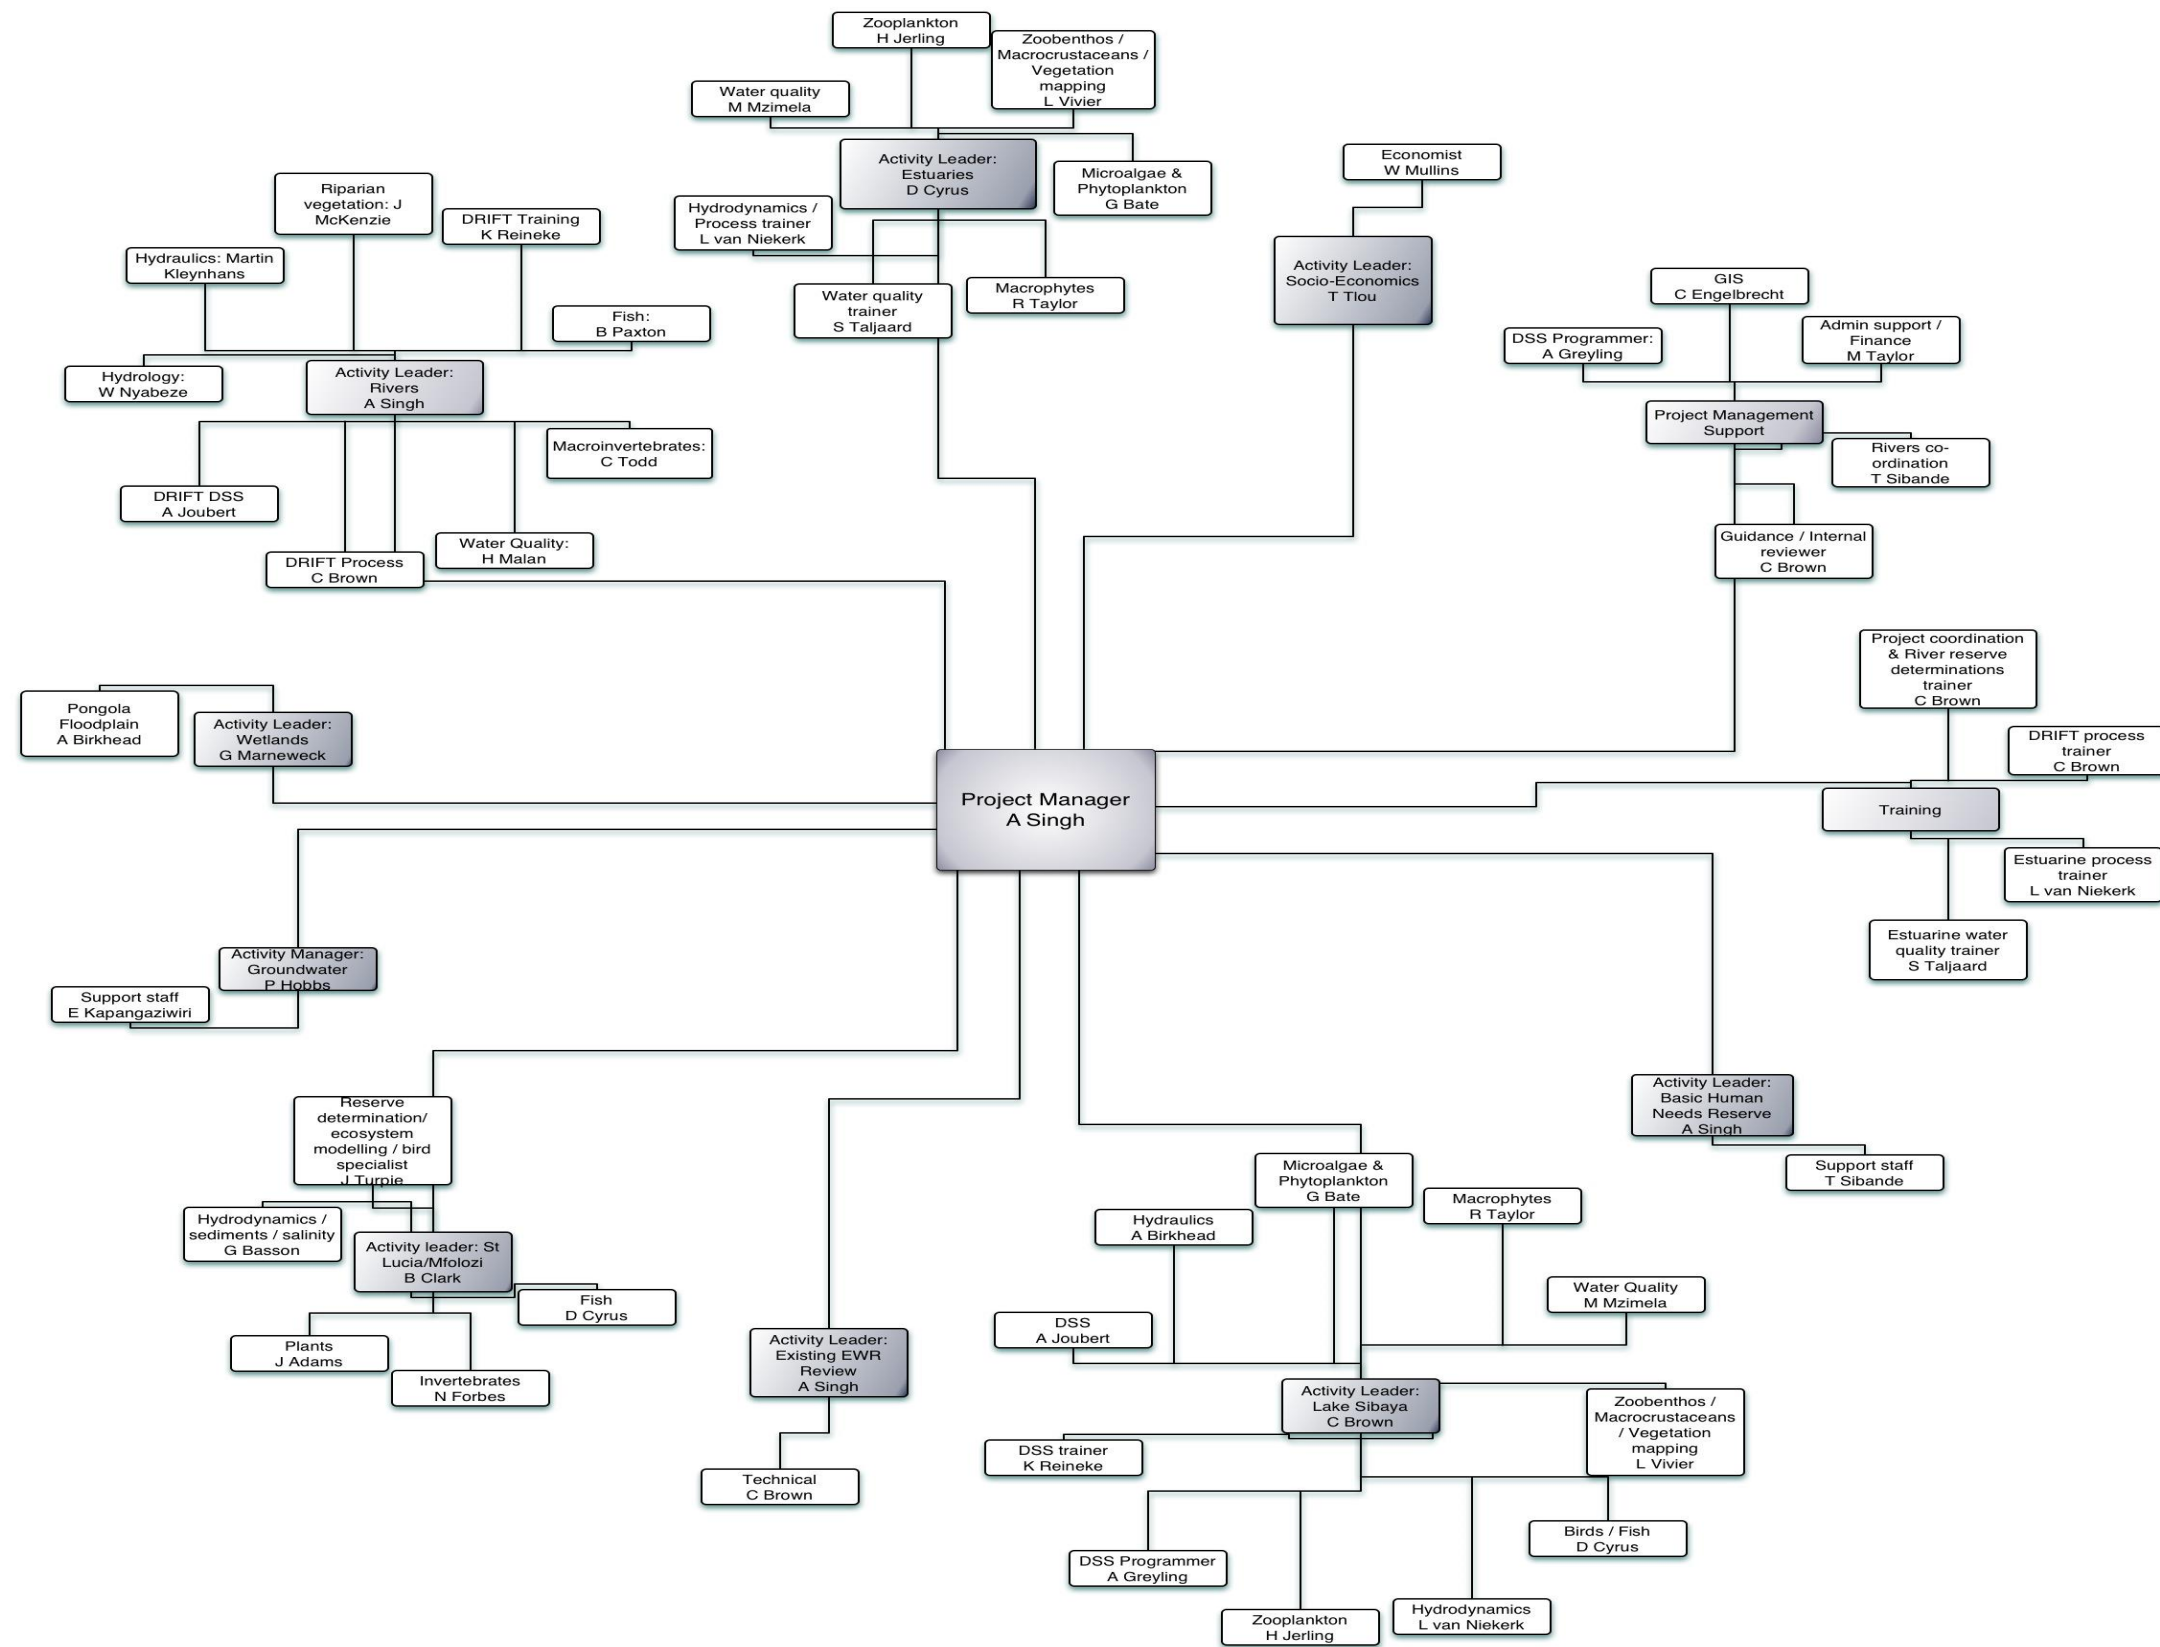 Zooplankton
H Jerling
Zoobenthos /
Macrocrustaceans /
Vegetation
mapping
L Vivier
Water quality
M Mzimela
Activity Leader:
Estuaries
D Cyrus
Microalgae &
Phytoplankton
G Bate
Hydrodynamics /
Process trainer
L van Niekerk
Water quality
trainer
S Taljaard
Macrophytes
R Taylor
Economist
W Mullins
Activity Leader:
Socio-Economics
T Tlou
Riparian
vegetation: J
McKenzie
DRIFT Training
K Reineke
Hydraulics: Martin
Kleynhans
Fish:
B Paxton
Hydrology:
W Nyabeze
Activity Leader:
Rivers
A Singh
Macroinvertebrates:
C Todd
DRIFT DSS
A Joubert
Water Quality:
H Malan
DRIFT Process
C Brown
GIS
C Engelbrecht
DSS Programmer:
A Greyling
Admin support /
Finance
M Taylor
Project Management
Support
Rivers co-
ordination
T Sibande
Guidance / Internal
reviewer
C Brown
Project coordination
& River reserve
determinations
trainer
C Brown
DRIFT process
trainer
C Brown
Training
Estuarine process
trainer
L van Niekerk
Estuarine water
quality trainer
S Taljaard
Pongola
Floodplain
A Birkhead
Activity Leader:
Wetlands
G Marneweck
Project Manager
A Singh
Activity Manager:
Groundwater
P Hobbs
Support staff
E Kapangaziwiri
Reserve
determination/
ecosystem
modelling / bird
specialist
J Turpie
Hydrodynamics /
sediments / salinity
G Basson
Activity leader: St
Lucia/Mfolozi
B Clark
Fish
D Cyrus
Plants
J Adams
Invertebrates
N Forbes
Activity Leader:
Existing EWR
Review
A Singh
Technical
C Brown
Activity Leader:
Basic Human
Needs Reserve
A Singh
Support staff
T Sibande
Microalgae &
Phytoplankton
G Bate
Macrophytes
R Taylor
Hydraulics
A Birkhead
Water Quality
M Mzimela
DSS
A Joubert
Activity Leader:
Lake Sibaya
C Brown
Zoobenthos /
Macrocrustaceans
/ Vegetation
mapping
L Vivier
DSS trainer
K Reineke
Birds / Fish
D Cyrus
DSS Programmer
A Greyling
Hydrodynamics
L van Niekerk
Zooplankton
H Jerling